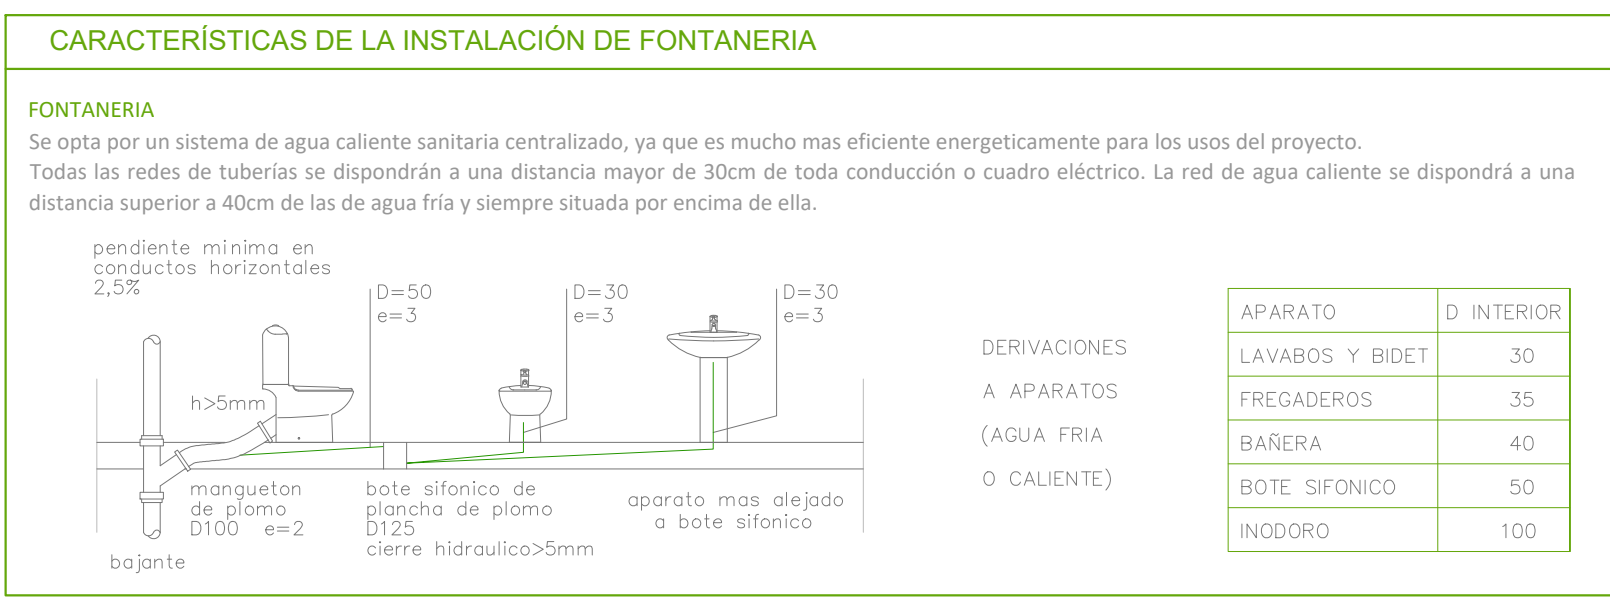 CARACTERÍSTICAS DE LA INSTALACIÓN DE FONTANERIA
FONTANERIA
Se opta por un sistema de agua caliente sanitaria centralizado, ya que es mucho mas eficiente energeticamente para los usos del proyecto.
Todas las redes de tuberías se dispondrán a una distancia mayor de 30cm de toda conducción o cuadro eléctrico. La red de agua caliente se dispondrá a una
distancia superior a 40cm de las de agua fría y siempre situada por encima de ella.
pendiente minima en
conductos horizontales
2,5%
D=50
e=3
D=30
e=3
D=30
e=3
h>5mm
mangueton
de plomo
D100 e=2
bajante
bote sifonico de
plancha de plomo
D125
cierre hidraulico>5mm
aparato mas alejado
a bote sifonico
DERIVACIONES
A APARATOS
(AGUA FRIA
O CALIENTE)
APARATO D INTERIOR
LAVABOS Y BIDET 30
FREGADEROS 35
BAÑERA 40
BOTE SIFONICO 50
INODORO 100